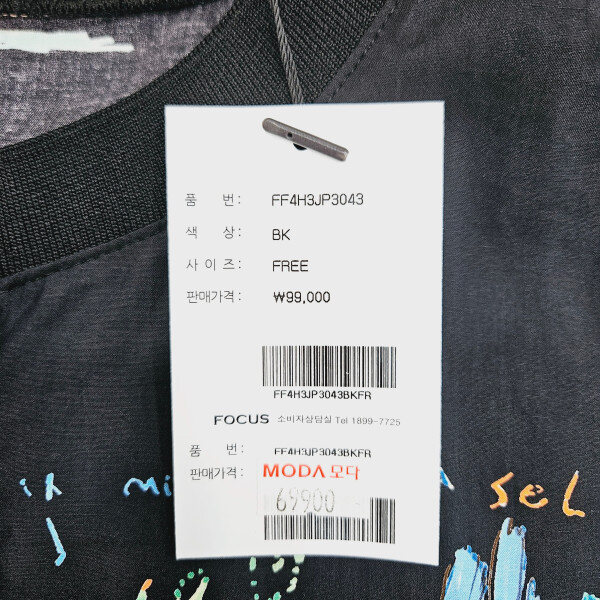 품 번 : FF4H3JP3043
색 상 : BK
사 이 즈 : FREE
판매가격 : ₩99,000
FF4H3JP3043BKFR
FOCUS 소비자상담실 Tel 1899-7725
품 번 : FF4H3JP3043BKFR
판매가격 : MODA 모다
69900
sel